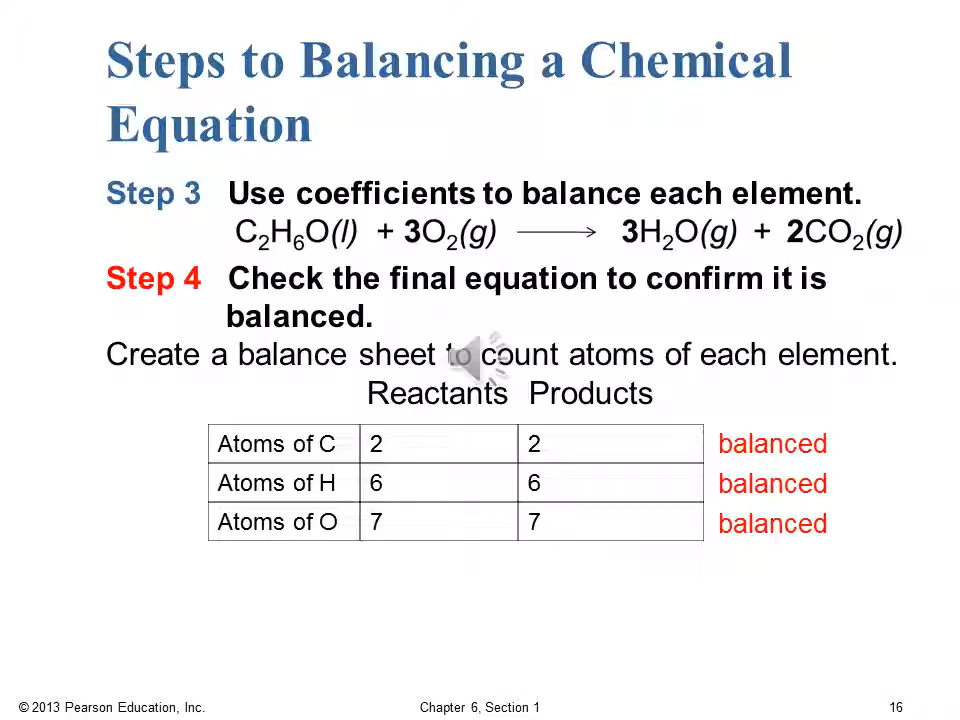 Steps to Balancing a Chemical
Equation
Step 3 Use coefficients to balance each element.
C₂H₆O(l) + 3O₂(g) ⟶ 3H₂O(g) + 2CO₂(g)
Step 4 Check the final equation to confirm it is
balanced.
Create a balance sheet to count atoms of each element.
Reactants Products
Atoms of C 2 2 balanced
Atoms of H 6 6 balanced
Atoms of O 7 7 balanced
© 2013 Pearson Education, Inc. Chapter 6, Section 1 16